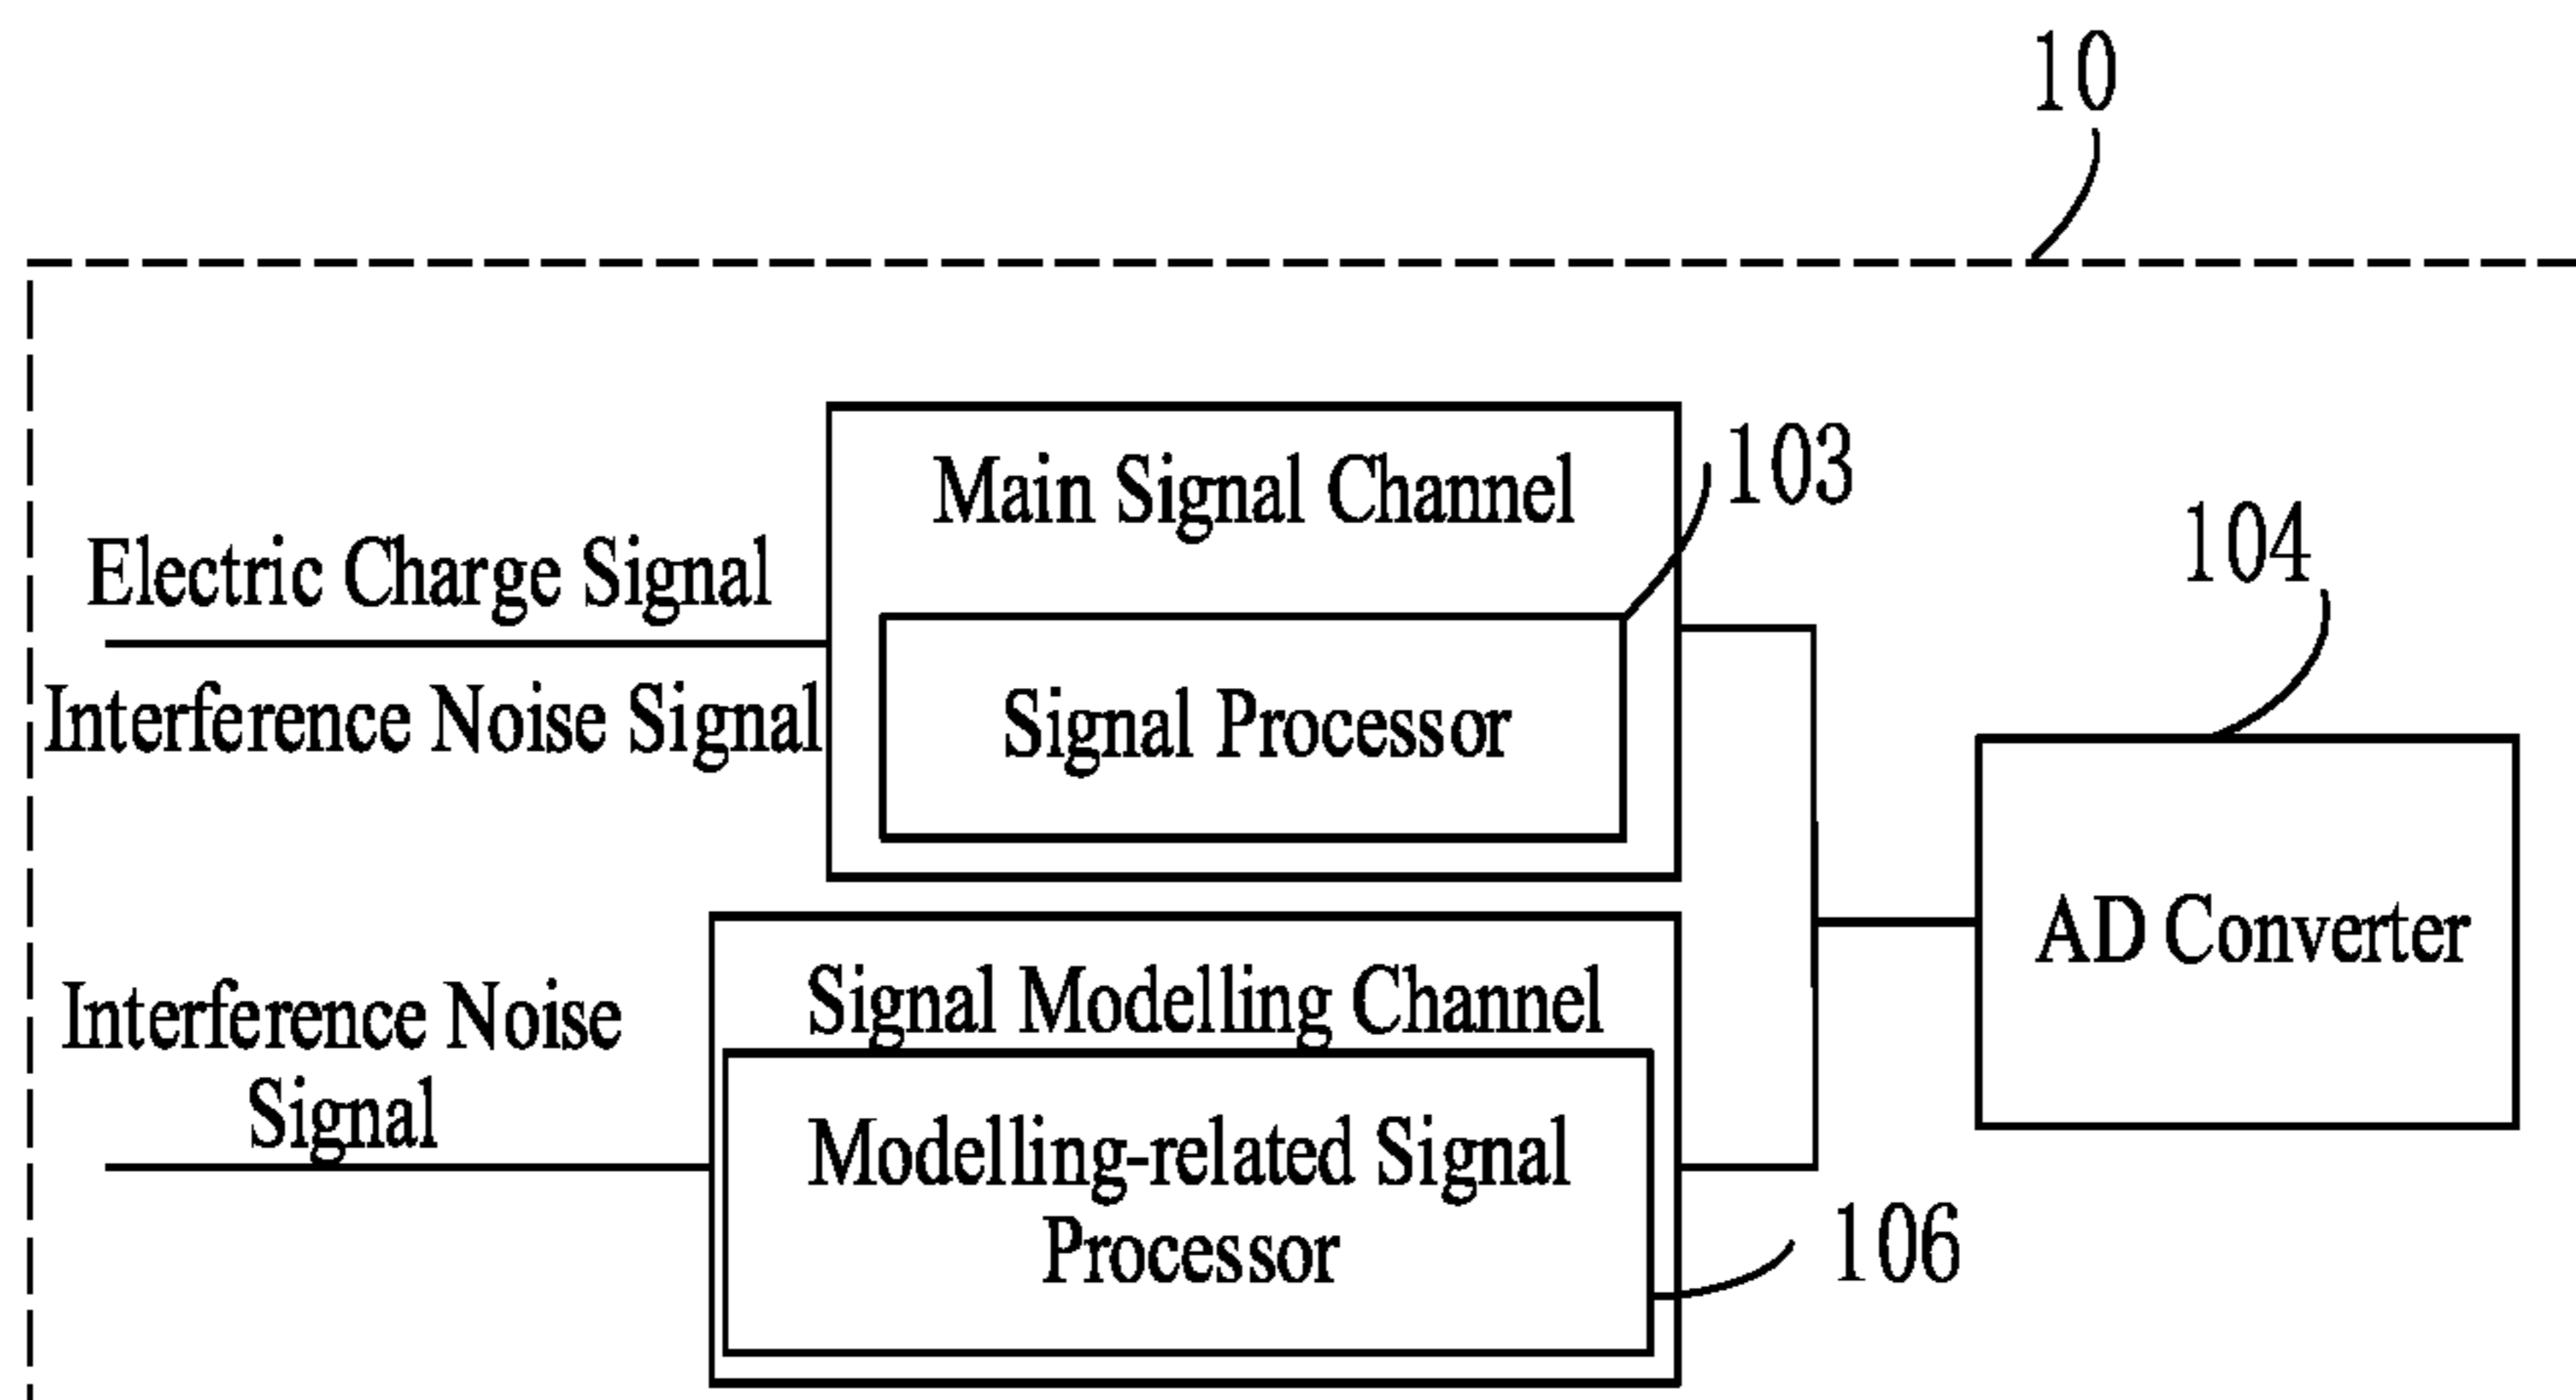 10
Main Signal Channel
103
Electric Charge Signal
104
Interference Noise Signal
Signal Processor
AD Converter
Interference Noise
Signal
Signal Modelling Channel
Modelling-related Signal
Processor
106